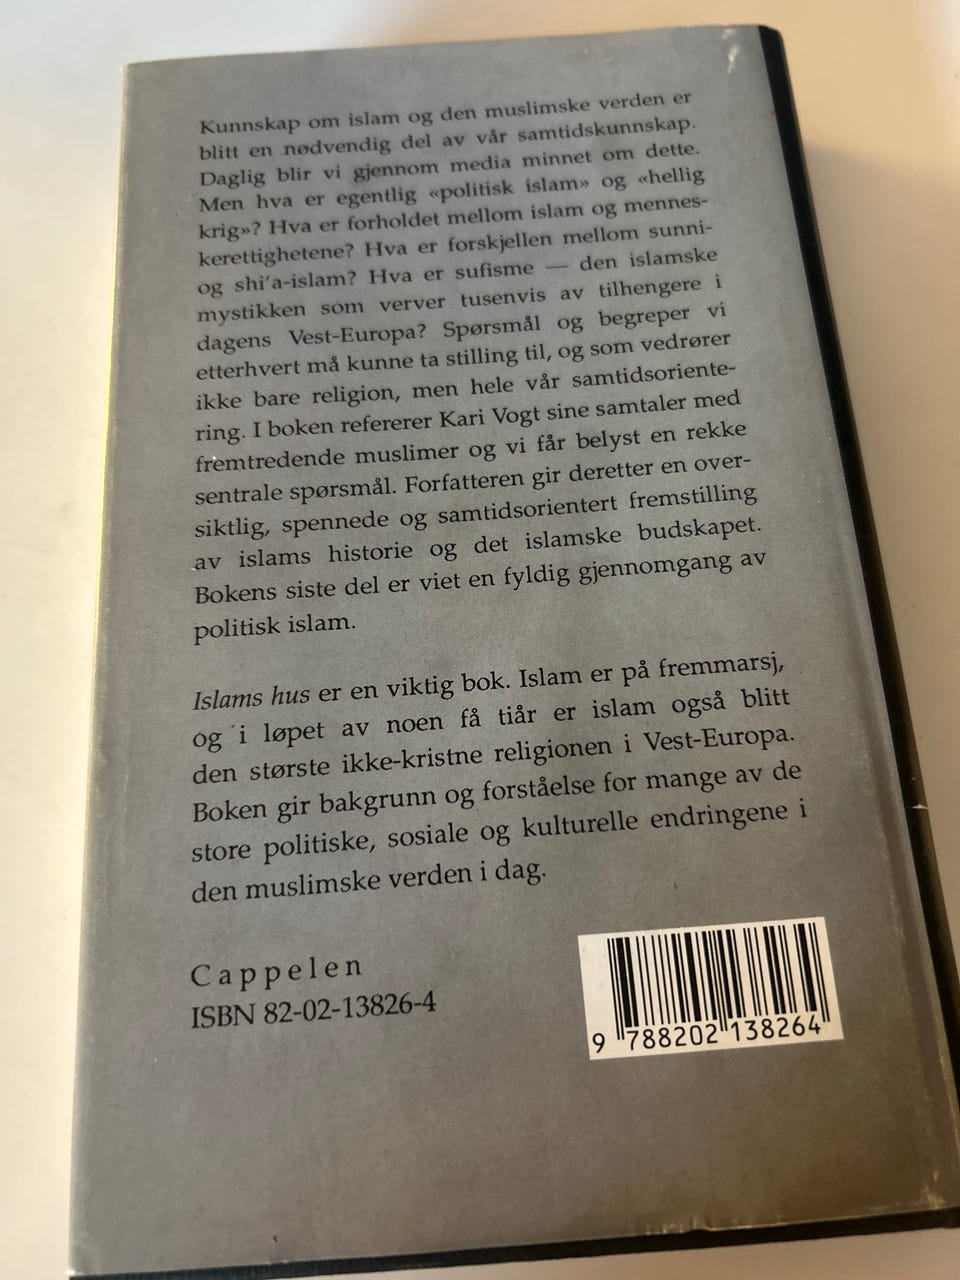 Kunnskap om islam og den muslimske verden er
blitt en nødvendig del av vår samtidskunnskap.
Daglig blir vi gjennom media minnet om dette.
Men hva er egentlig «politisk islam» og «hellig
krig»? Hva er forholdet mellom islam og mennes-
kerettighetene? Hva er forskjellen mellom sunni-
og shi'a-islam? Hva er sufisme — den islamske
mystikken som verver tusenvis av tilhengere i
dagens Vest-Europa? Spørsmål og begreper vi
etterhvert må kunne ta stilling til, og som vedrører
ikke bare religion, men hele vår samtidsoriente-
ring. I boken refererer Kari Vogt sine samtaler med
fremtredende muslimer og vi får belyst en rekke
sentrale spørsmål. Forfatteren gir deretter en over-
siktlig, spennede og samtidsorientert fremstilling
av islams historie og det islamske budskapet.
Bokens siste del er viet en fyldig gjennomgang av
politisk islam.
Islams hus er en viktig bok. Islam er på fremmarsj,
og i løpet av noen få tiår er islam også blitt
den største ikke-kristne religionen i Vest-Europa.
Boken gir bakgrunn og forståelse for mange av de
store politiske, sosiale og kulturelle endringene i
den muslimske verden i dag.
Cappelen
ISBN 82-02-13826-4
9 788202 138264